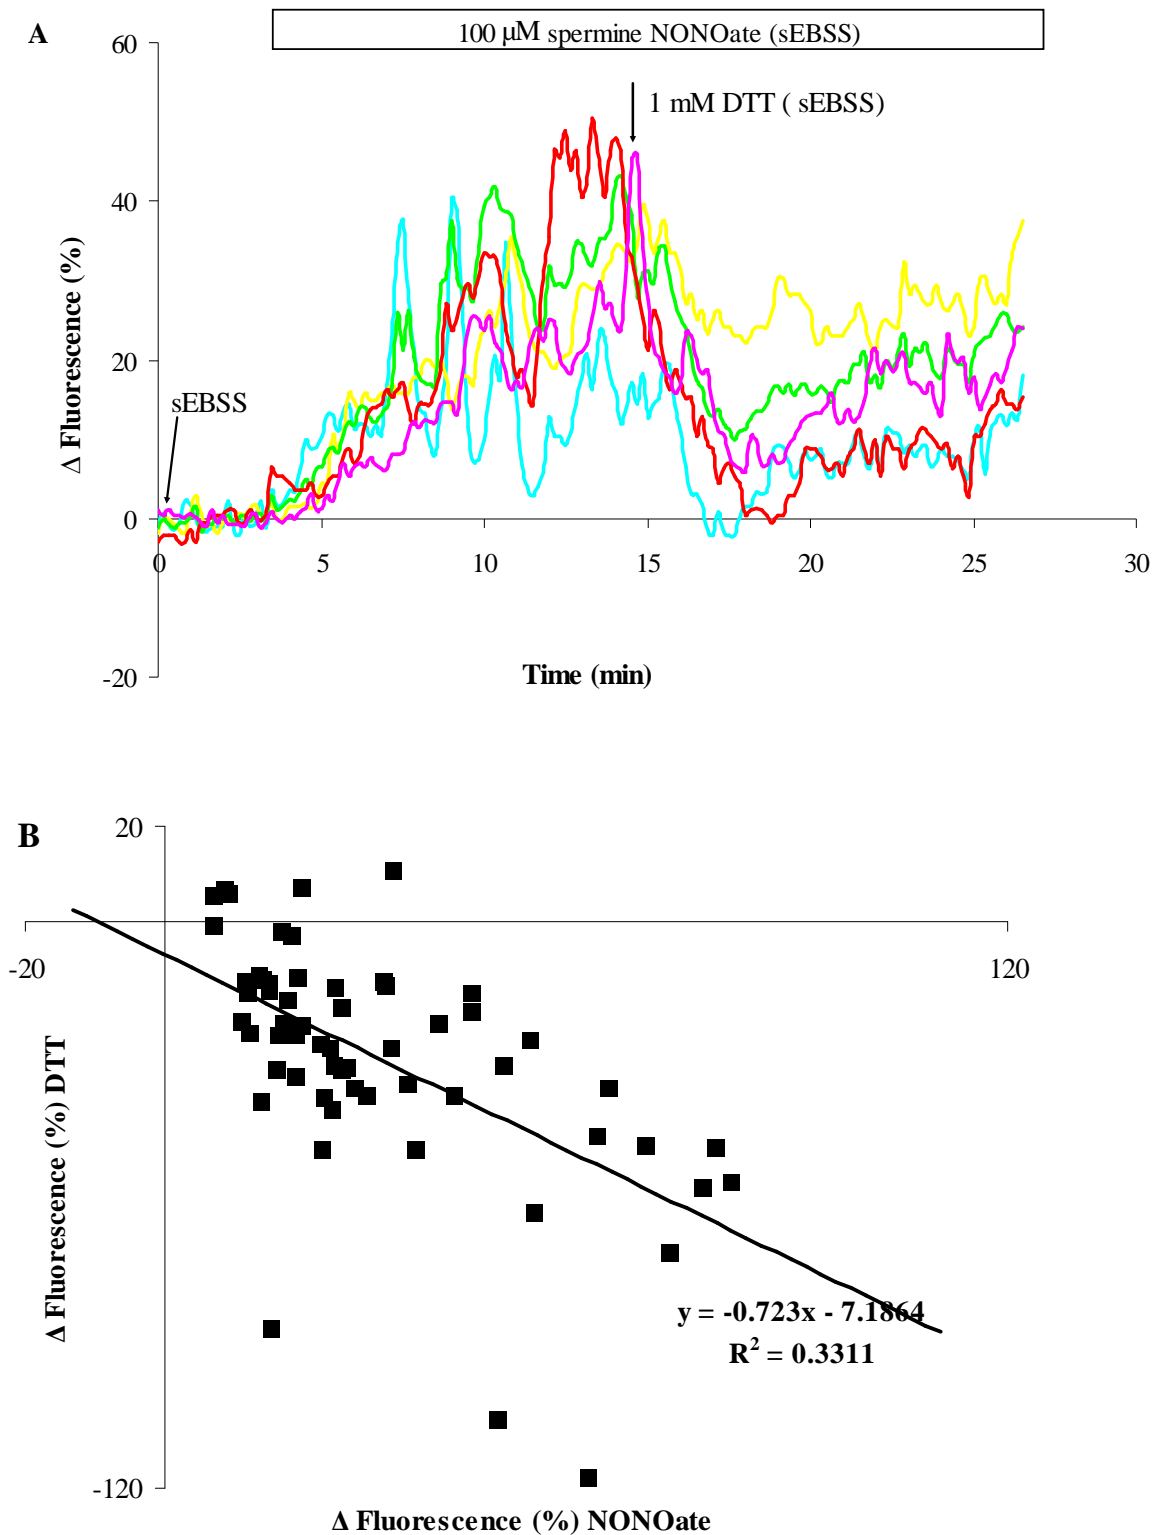 A
100 μM spermine NONOate (sEBSS)
60
1 mM DTT ( sEBSS)
40
Δ Fluorescence (%)
20
sEBSS
0
0 5 10 15 20 25 30
-20
Time (min)
B
20
-20
120
Δ Fluorescence (%) DTT
y = -0.723x - 7.1864
R² = 0.3311
-120
Δ Fluorescence (%) NONOate